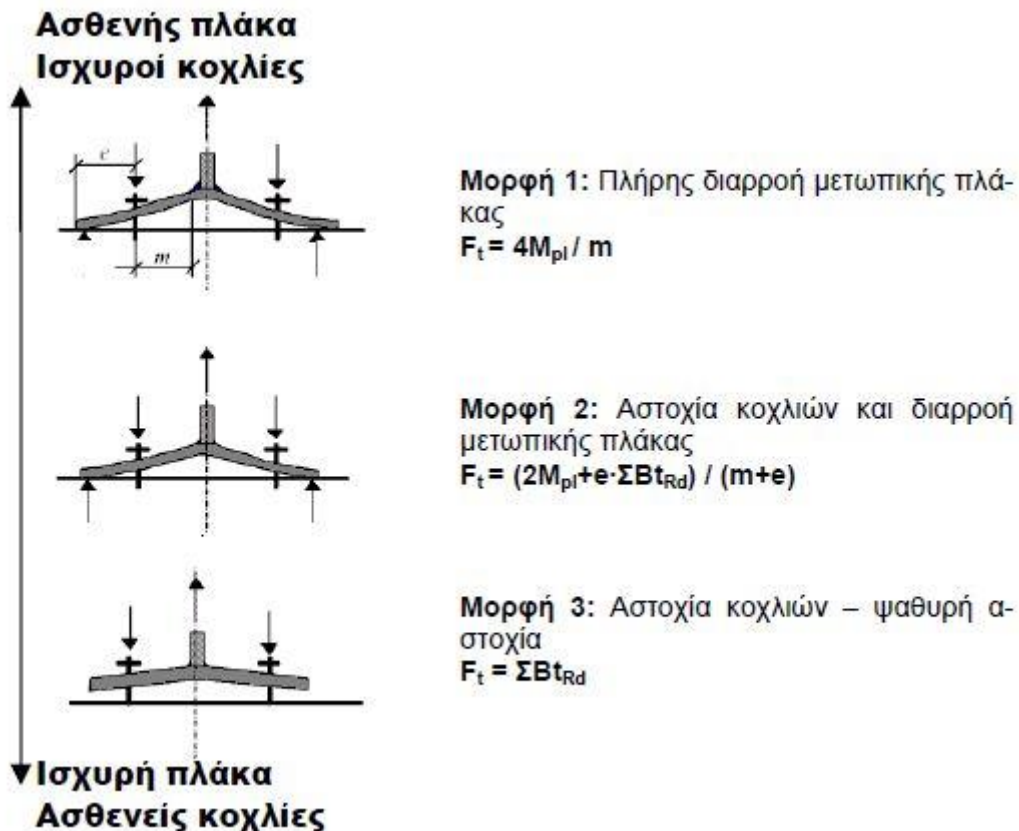 Ασθενής πλάκα
Ισχυροί κοχλίες
e
m
Μορφή 1: Πλήρης διαρροή μετωπικής πλά-
κας
Ft = 4Mpl / m
Μορφή 2: Αστοχία κοχλιών και διαρροή
μετωπικής πλάκας
Ft = (2Mpl+e·ΣBtRd) / (m+e)
Μορφή 3: Αστοχία κοχλιών – ψαθυρή α-
στοχία
Ft = ΣBtRd
Ισχυρή πλάκα
Ασθενείς κοχλίες